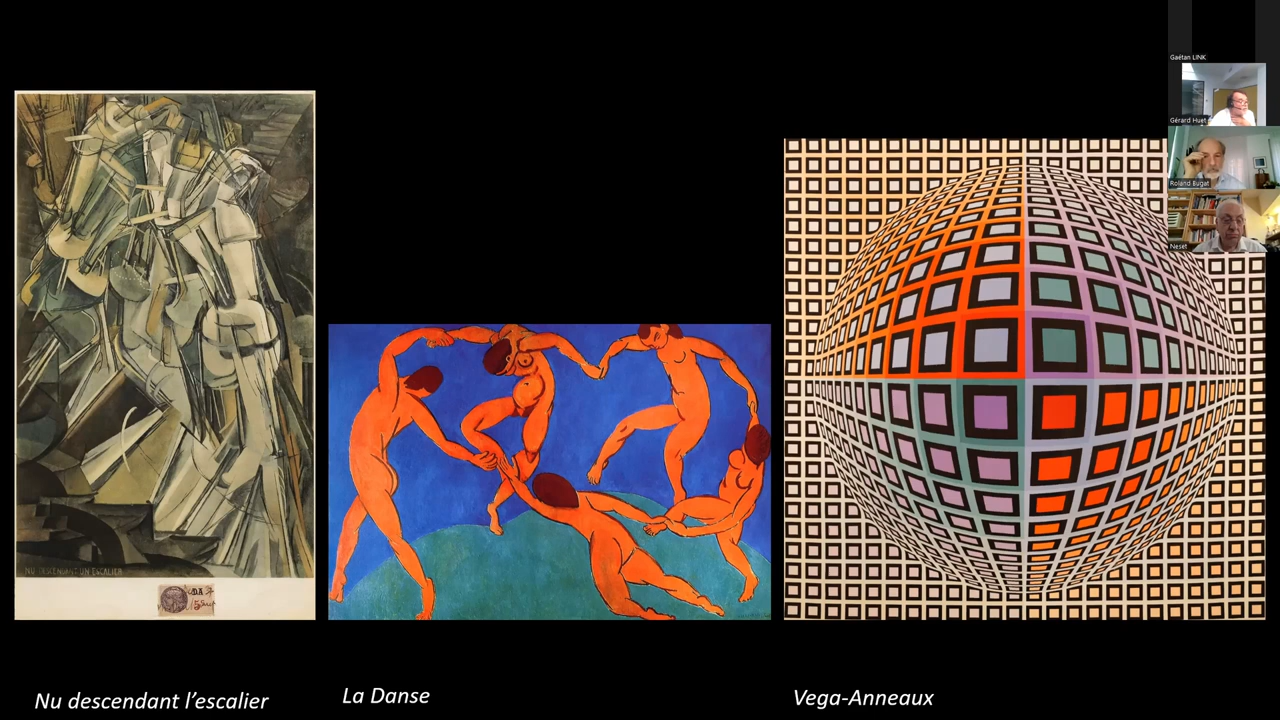 Gaétan LINK
Gérard Huet
Roland Bugat
Neset
NU DESCENDANT UN ESCALIER
Nu descendant l'escalier
La Danse
Vega-Anneaux